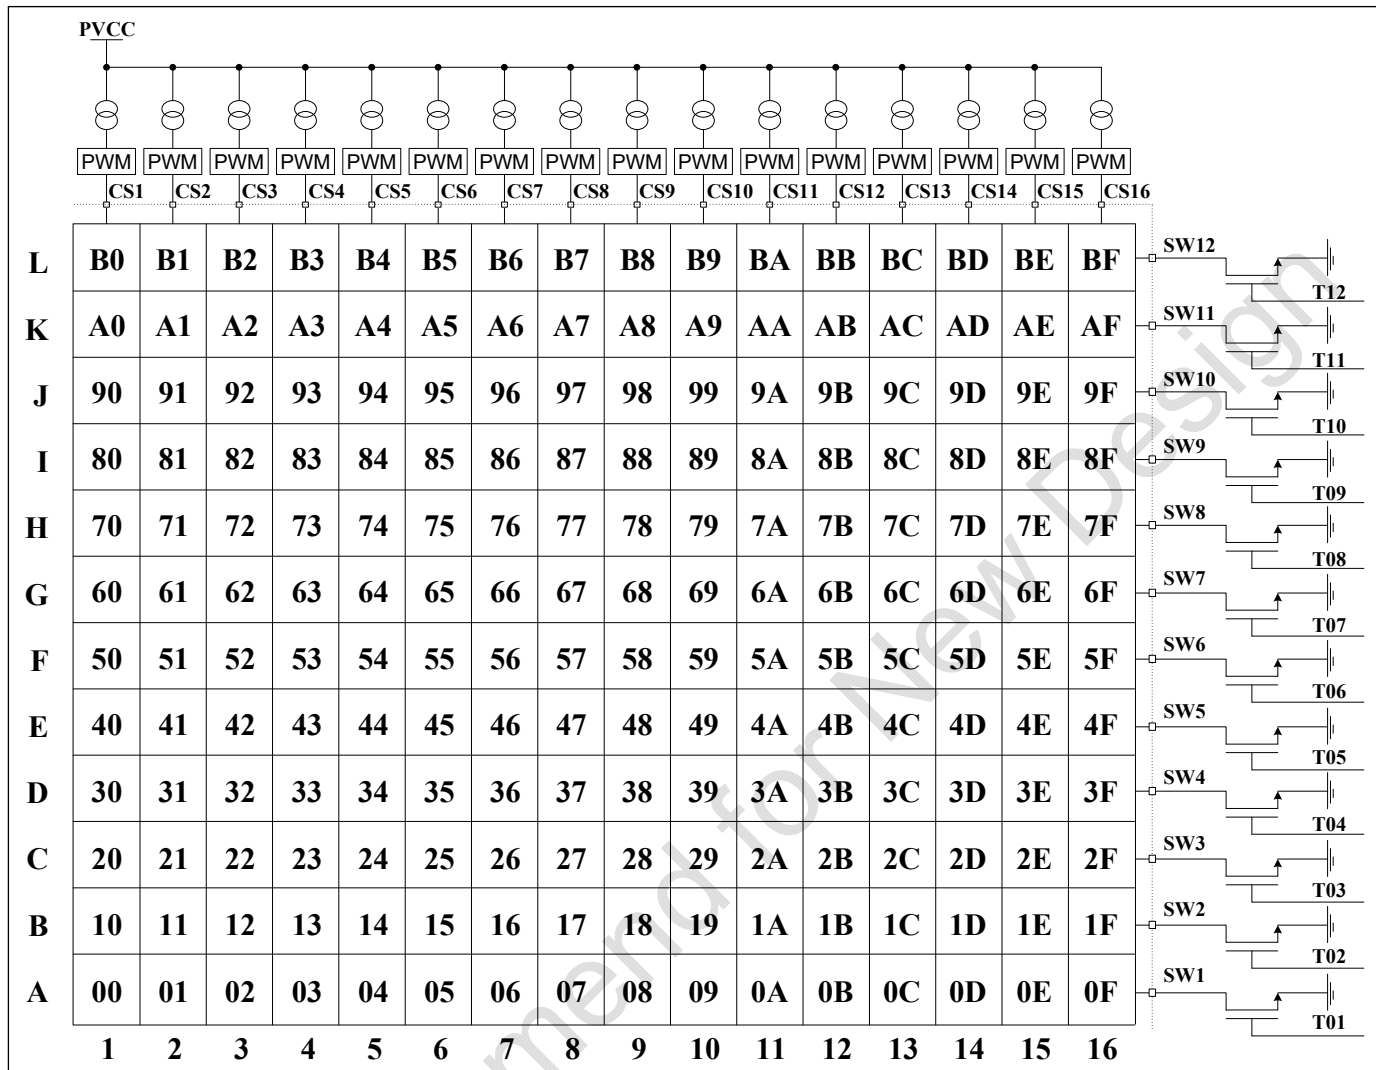 PVCC
PWM PWM PWM PWM PWM PWM PWM PWM PWM PWM PWM PWM PWM PWM PWM PWM
CS1 CS2 CS3 CS4 CS5 CS6 CS7 CS8 CS9 CS10 CS11 CS12 CS13 CS14 CS15 CS16
L B0 B1 B2 B3 B4 B5 B6 B7 B8 B9 BA BB BC BD BE BF SW12
T12
K A0 A1 A2 A3 A4 A5 A6 A7 A8 A9 AA AB AC AD AE AF SW11
T11
J 90 91 92 93 94 95 96 97 98 99 9A 9B 9C 9D 9E 9F SW10
T10
I 80 81 82 83 84 85 86 87 88 89 8A 8B 8C 8D 8E 8F SW9
T09
H 70 71 72 73 74 75 76 77 78 79 7A 7B 7C 7D 7E 7F SW8
T08
G 60 61 62 63 64 65 66 67 68 69 6A 6B 6C 6D 6E 6F SW7
T07
F 50 51 52 53 54 55 56 57 58 59 5A 5B 5C 5D 5E 5F SW6
T06
E 40 41 42 43 44 45 46 47 48 49 4A 4B 4C 4D 4E 4F SW5
T05
D 30 31 32 33 34 35 36 37 38 39 3A 3B 3C 3D 3E 3F SW4
T04
C 20 21 22 23 24 25 26 27 28 29 2A 2B 2C 2D 2E 2F SW3
T03
B 10 11 12 13 14 15 16 17 18 19 1A 1B 1C 1D 1E 1F SW2
T02
A 00 01 02 03 04 05 06 07 08 09 0A 0B 0C 0D 0E 0F SW1
T01
1 2 3 4 5 6 7 8 9 10 11 12 13 14 15 16
mend for New Design